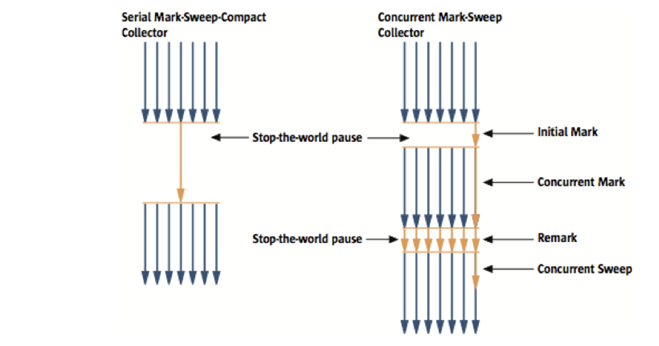 Serial Mark-Sweep-Compact
Collector
Concurrent Mark-Sweep
Collector
Stop-the-world pause
Initial Mark
Concurrent Mark
Stop-the-world pause
Remark
Concurrent Sweep